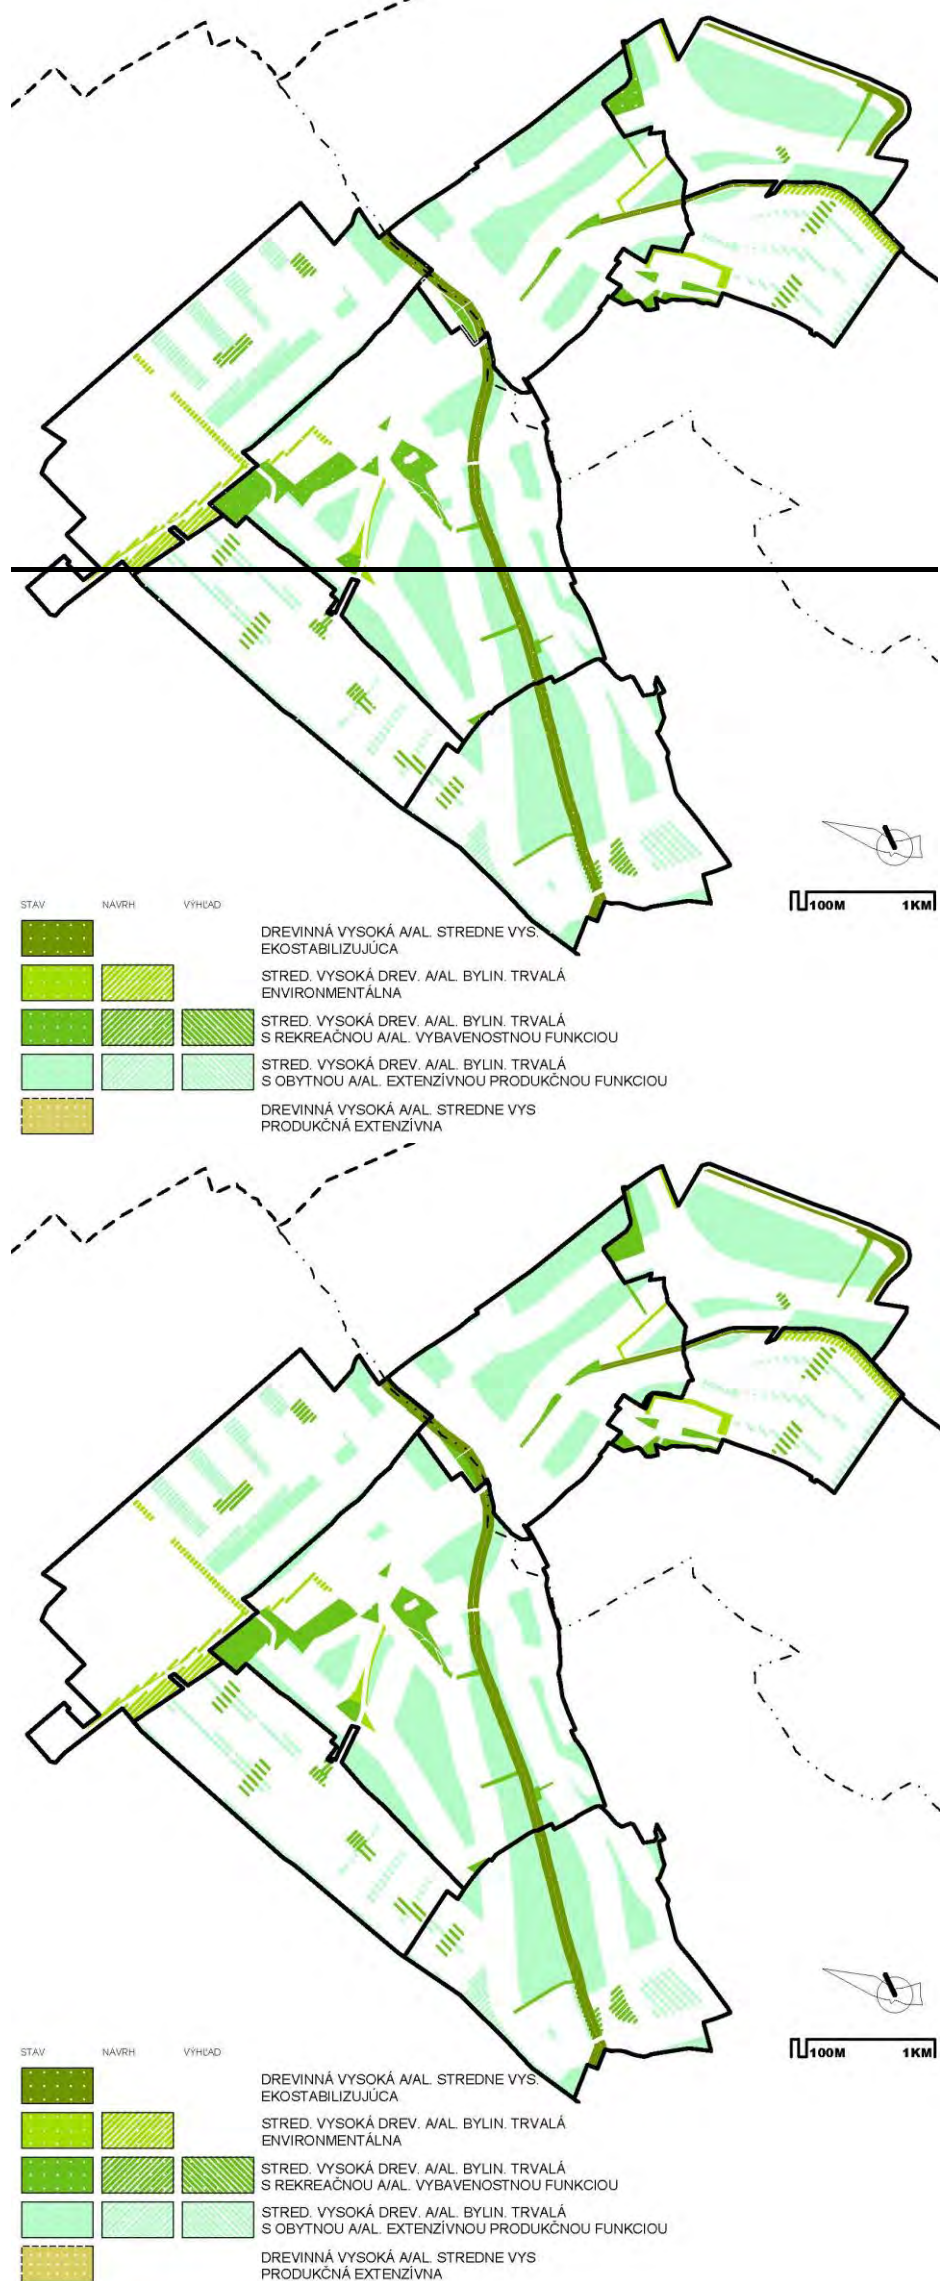 100M 1KM
STAV NÁVRH VÝHĽAD
DREVINNÁ VYSOKÁ A/AL. STREDNE VYS.
EKOSTABILIZUJÚCA
STRED. VYSOKÁ DREV. A/AL. BYLIN. TRVALÁ
ENVIRONMENTÁLNA
STRED. VYSOKÁ DREV. A/AL. BYLIN. TRVALÁ
S REKREAČNOU A/AL. VYBAVENOSTNOU FUNKCIOU
STRED. VYSOKÁ DREV. A/AL. BYLIN. TRVALÁ
S OBYTNOU A/AL. EXTENZÍVNOU PRODUKČNOU FUNKCIOU
DREVINNÁ VYSOKÁ A/AL. STREDNE VYS
PRODUKČNÁ EXTENZÍVNA
100M 1KM
STAV NÁVRH VÝHĽAD
DREVINNÁ VYSOKÁ A/AL. STREDNE VYS.
EKOSTABILIZUJÚCA
STRED. VYSOKÁ DREV. A/AL. BYLIN. TRVALÁ
ENVIRONMENTÁLNA
STRED. VYSOKÁ DREV. A/AL. BYLIN. TRVALÁ
S REKREAČNOU A/AL. VYBAVENOSTNOU FUNKCIOU
STRED. VYSOKÁ DREV. A/AL. BYLIN. TRVALÁ
S OBYTNOU A/AL. EXTENZÍVNOU PRODUKČNOU FUNKCIOU
DREVINNÁ VYSOKÁ A/AL. STREDNE VYS
PRODUKČNÁ EXTENZÍVNA